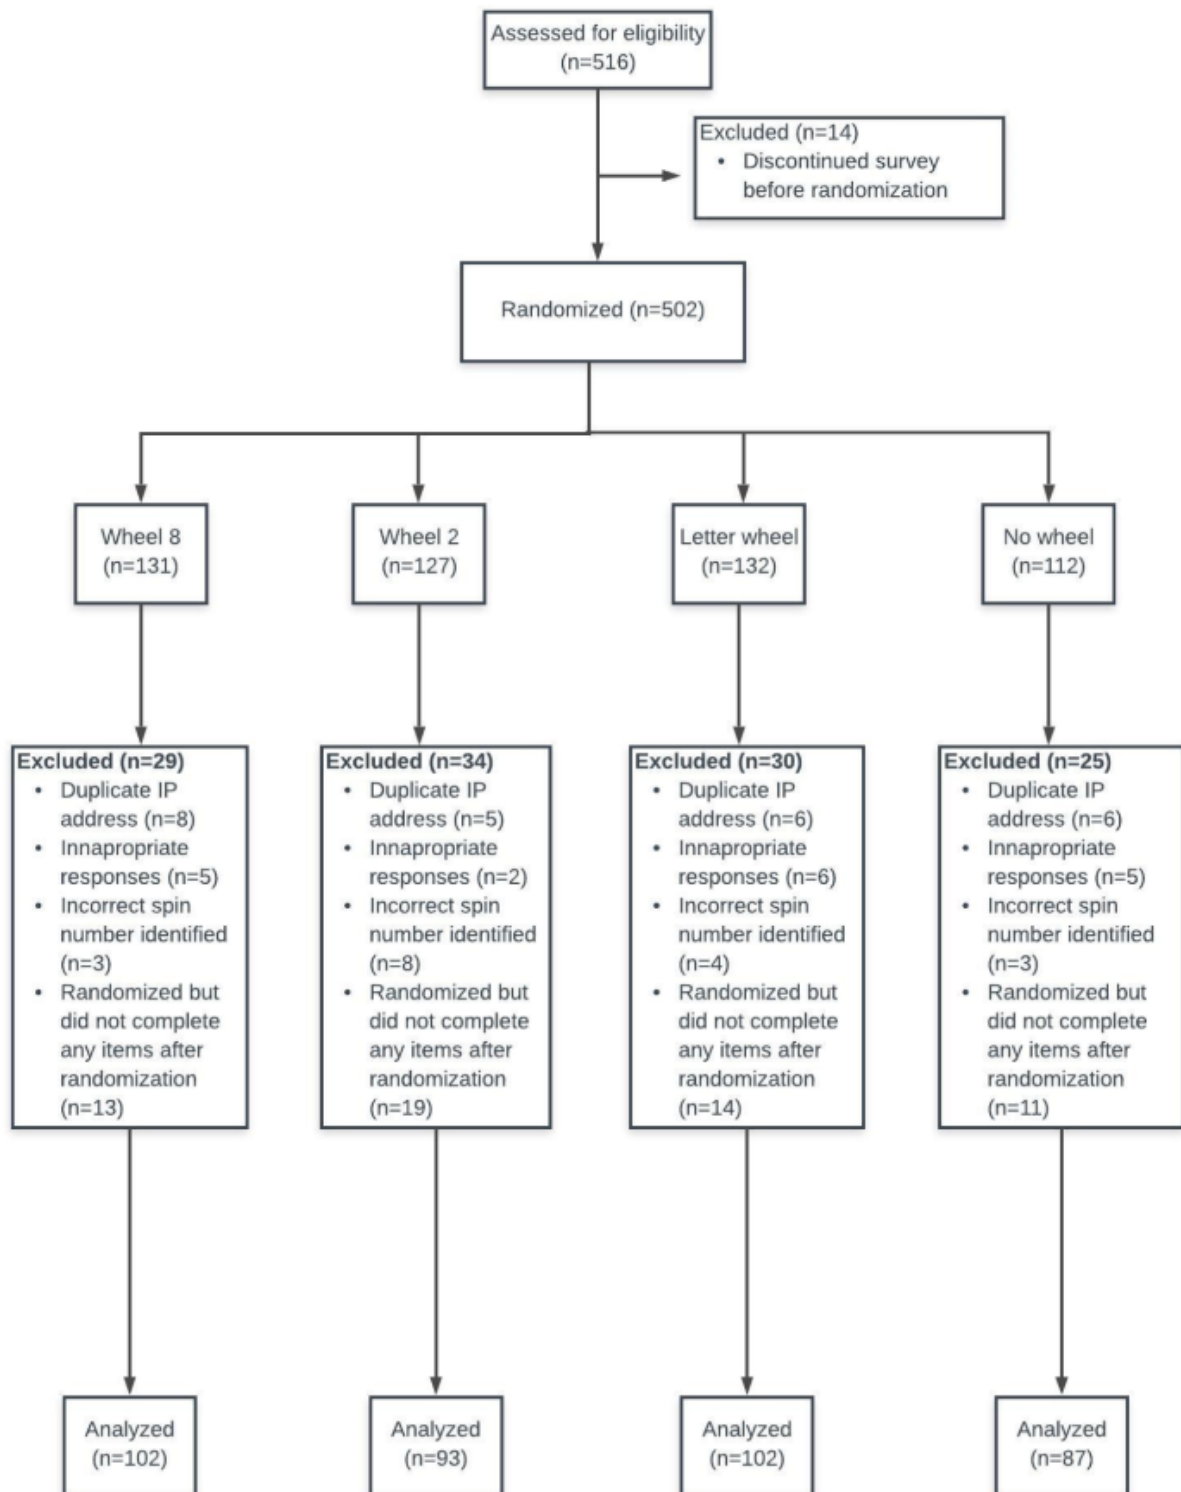 Assessed for eligibility
(n=516)
Excluded (n=14)
• Discontinued survey
before randomization
Randomized (n=502)
Wheel 8
(n=131)
Wheel 2
(n=127)
Letter wheel
(n=132)
No wheel
(n=112)
Excluded (n=29)
• Duplicate IP
address (n=8)
• Innapropriate
responses (n=5)
• Incorrect spin
number identified
(n=3)
• Randomized but
did not complete
any items after
randomization
(n=13)
Excluded (n=34)
• Duplicate IP
address (n=5)
• Innapropriate
responses (n=2)
• Incorrect spin
number identified
(n=8)
• Randomized but
did not complete
any items after
randomization
(n=19)
Excluded (n=30)
• Duplicate IP
address (n=6)
• Innapropriate
responses (n=6)
• Incorrect spin
number identified
(n=4)
• Randomized but
did not complete
any items after
randomization
(n=14)
Excluded (n=25)
• Duplicate IP
address (n=6)
• Innapropriate
responses (n=5)
• Incorrect spin
number identified
(n=3)
• Randomized but
did not complete
any items after
randomization
(n=11)
Analyzed
(n=102)
Analyzed
(n=93)
Analyzed
(n=102)
Analyzed
(n=87)